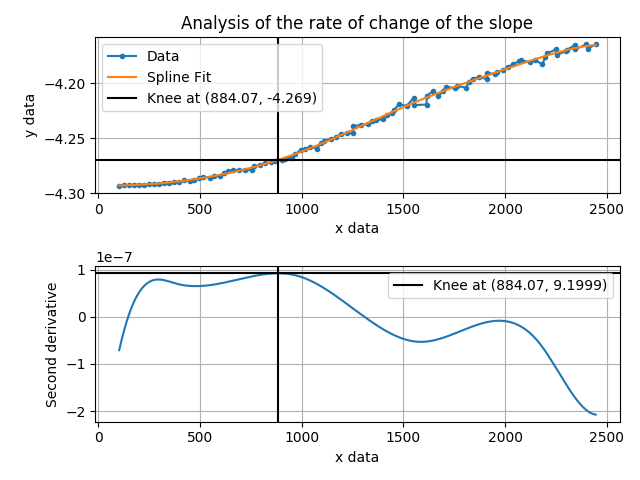 Analysis of the rate of change of the slope
Data
Spline Fit
Knee at (884.07, -4.269)
y data
−4.20
−4.25
−4.30
0
500
1000
1500
2000
2500
x data
1e−7
Knee at (884.07, 9.1999)
Second derivative
1
0
−1
−2
0
500
1000
1500
2000
2500
x data